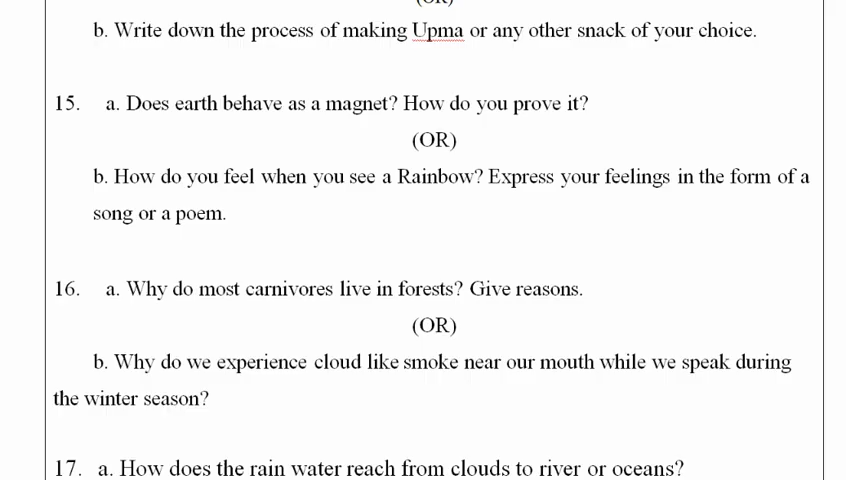 (OR)
b. Write down the process of making Upma or any other snack of your choice.
15. a. Does earth behave as a magnet? How do you prove it?
(OR)
b. How do you feel when you see a Rainbow? Express your feelings in the form of a
song or a poem.
16. a. Why do most carnivores live in forests? Give reasons.
(OR)
b. Why do we experience cloud like smoke near our mouth while we speak during
the winter season?
17. a. How does the rain water reach from clouds to river or oceans?